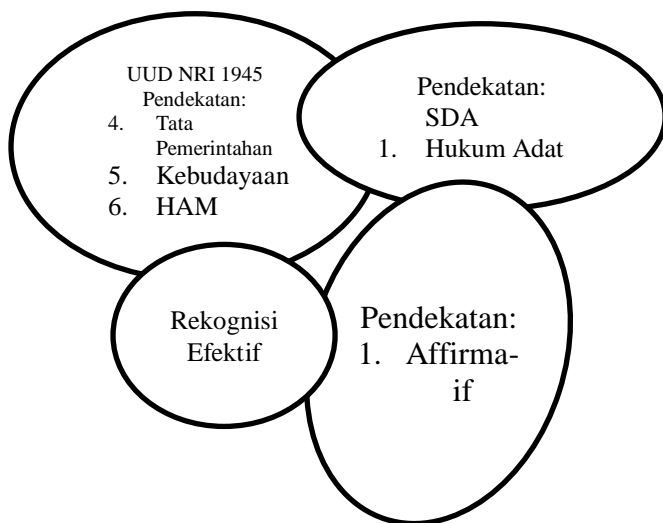 UUD NRI 1945
Pendekatan:
4. Tata
Pemerintahan
5. Kebudayaan
6. HAM
Pendekatan:
SDA
1. Hukum Adat
Rekognisi
Efektif
Pendekatan:
1. Affirma-
if